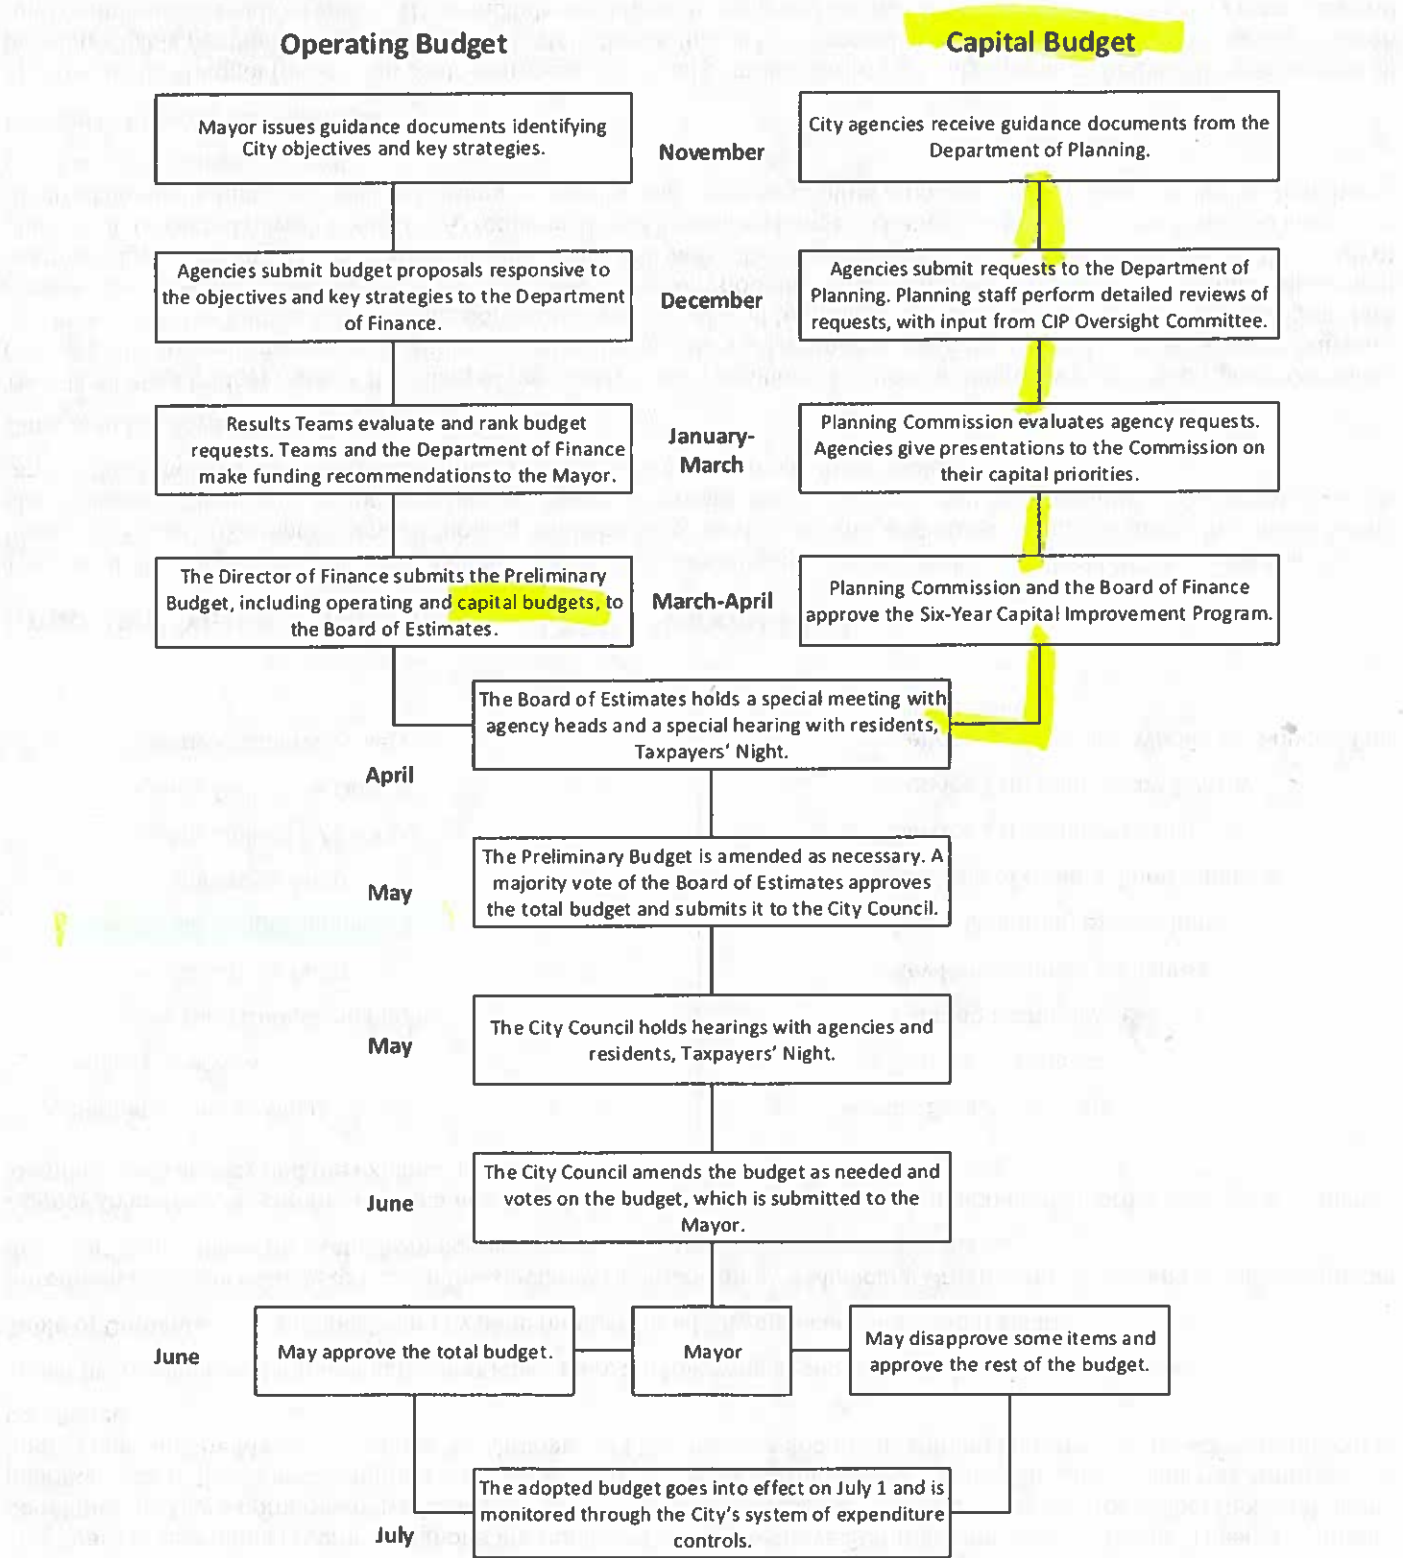 Operating Budget
Capital Budget
Mayor issues guidance documents identifying
City objectives and key strategies.
November
City agencies receive guidance documents from the
Department of Planning.
Agencies submit budget proposals responsive to
the objectives and key strategies to the Department
of Finance.
December
Agencies submit requests to the Department of
Planning. Planning staff perform detailed reviews of
requests, with input from CIP Oversight Committee.
Results Teams evaluate and rank budget
requests. Teams and the Department of Finance
make funding recommendations to the Mayor.
January-
March
Planning Commission evaluates agency requests.
Agencies give presentations to the Commission on
their capital priorities.
The Director of Finance submits the Preliminary
Budget, including operating and capital budgets, to
the Board of Estimates.
March-April
Planning Commission and the Board of Finance
approve the Six-Year Capital Improvement Program.
The Board of Estimates holds a special meeting with
agency heads and a special hearing with residents,
Taxpayers' Night.
April
The Preliminary Budget is amended as necessary. A
majority vote of the Board of Estimates approves
the total budget and submits it to the City Council.
May
The City Council holds hearings with agencies and
residents, Taxpayers' Night.
May
The City Council amends the budget as needed and
votes on the budget, which is submitted to the
Mayor.
June
June
May approve the total budget.
Mayor
May disapprove some items and
approve the rest of the budget.
The adopted budget goes into effect on July 1 and is
monitored through the City's system of expenditure
controls.
July